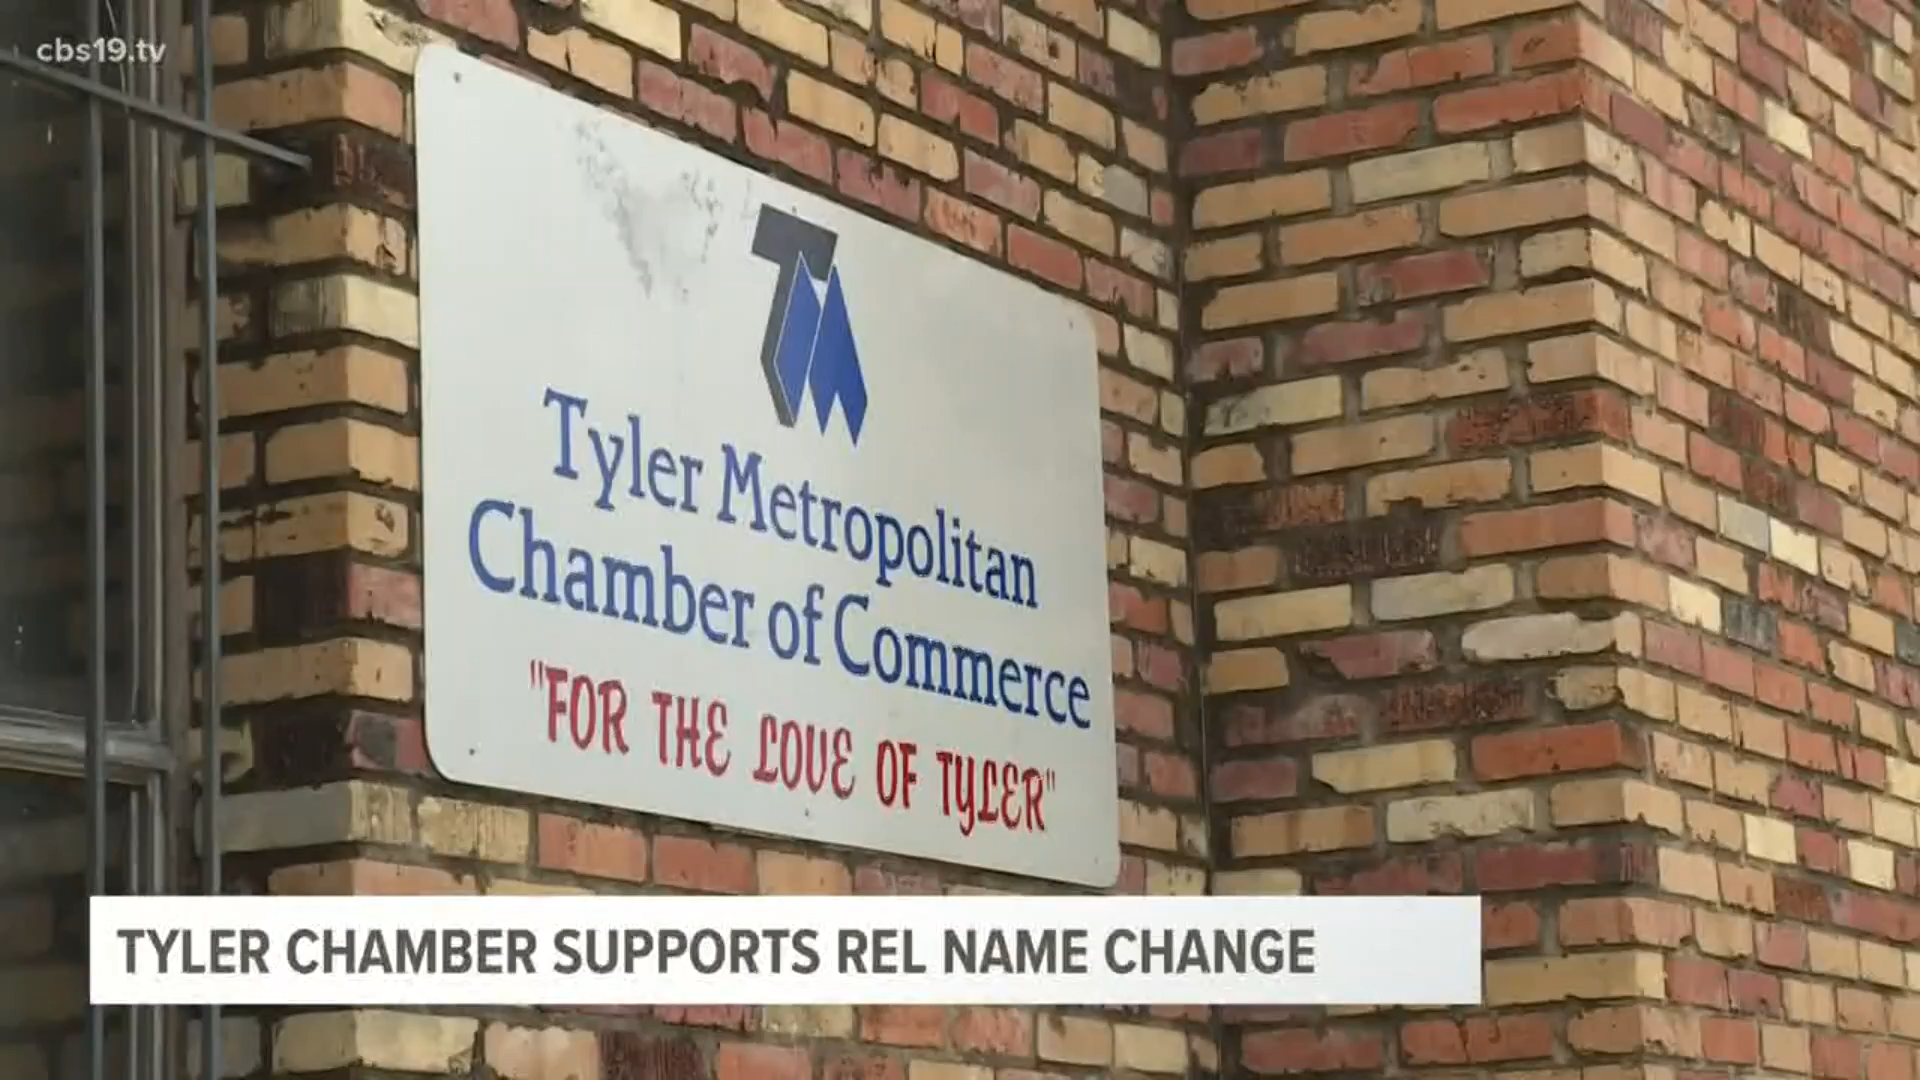 cbs19.tv
TM
Tyler Metropolitan
Chamber of Commerce
"FOR THE LOVE OF TYLER"
TYLER CHAMBER SUPPORTS REL NAME CHANGE